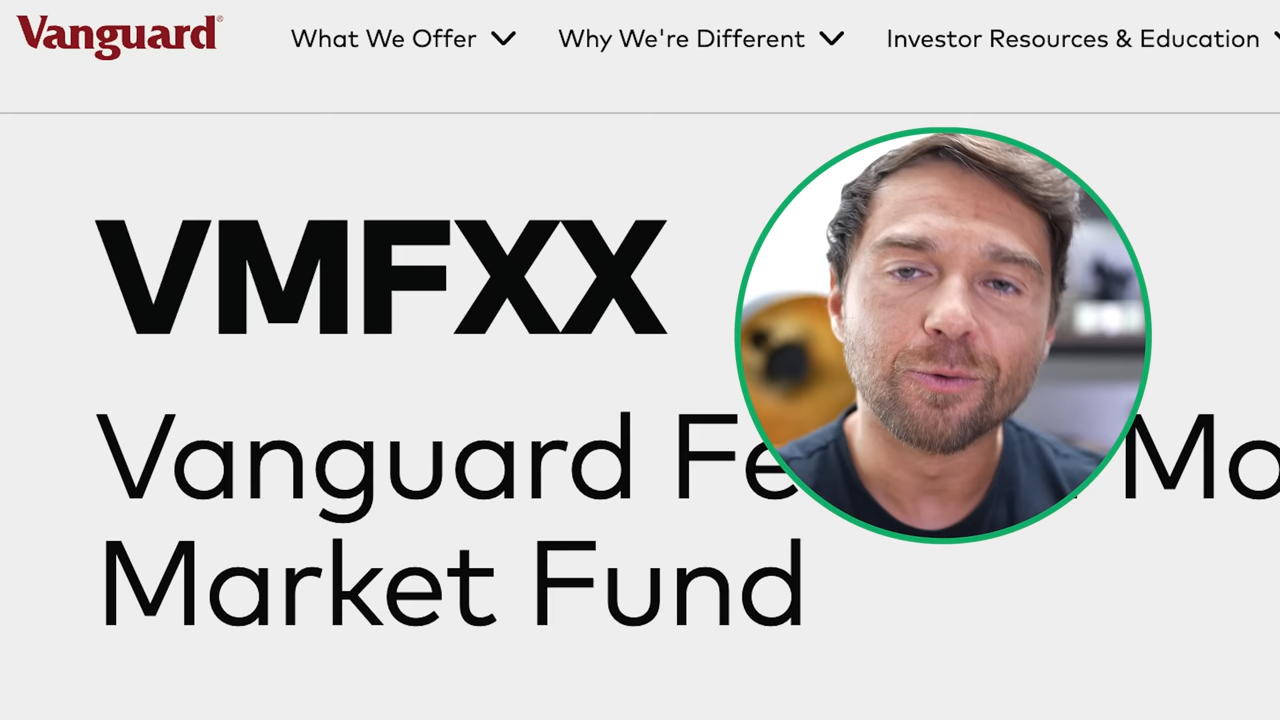 Vanguard®
What We Offer Why We're Different Investor Resources & Education
VMFXX
Vanguard Fe Mo
Market Fund